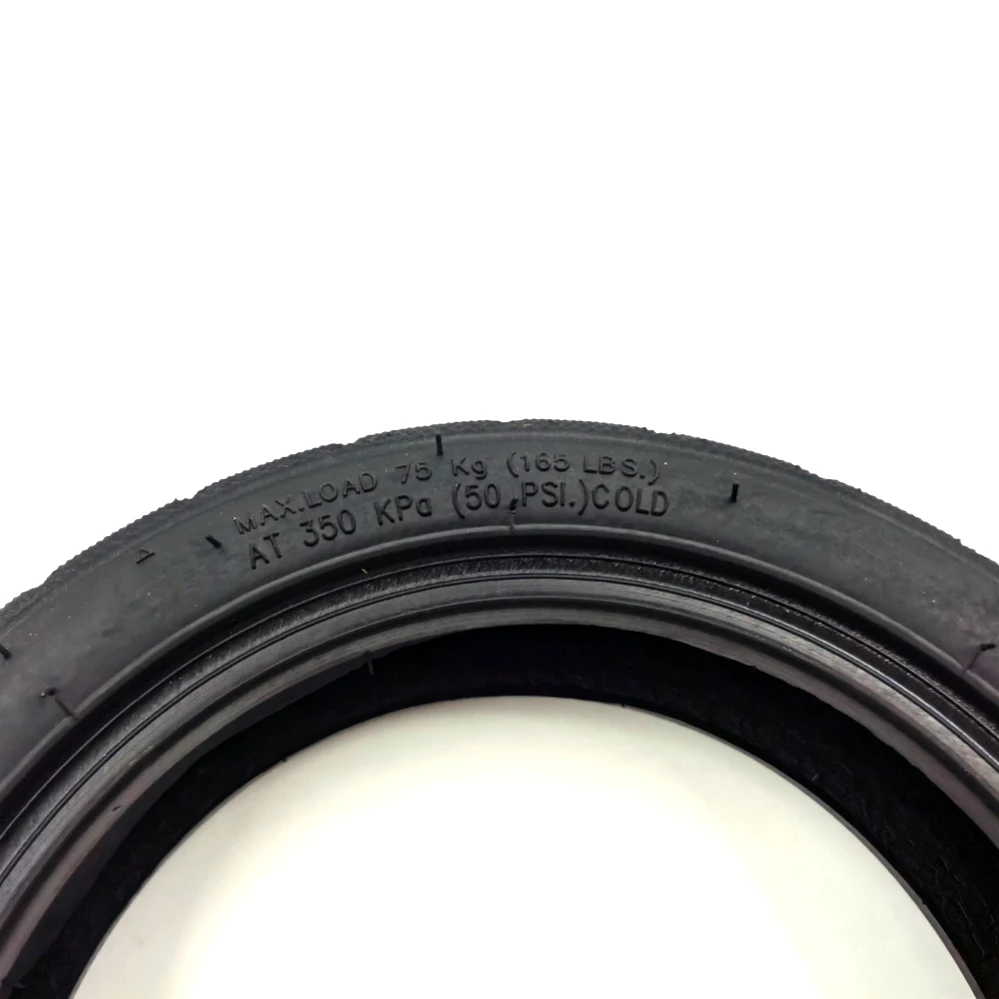 MAX.LOAD 75 Kg (165 LBS.)
AT 350 KPa (50 PSI.)COLD